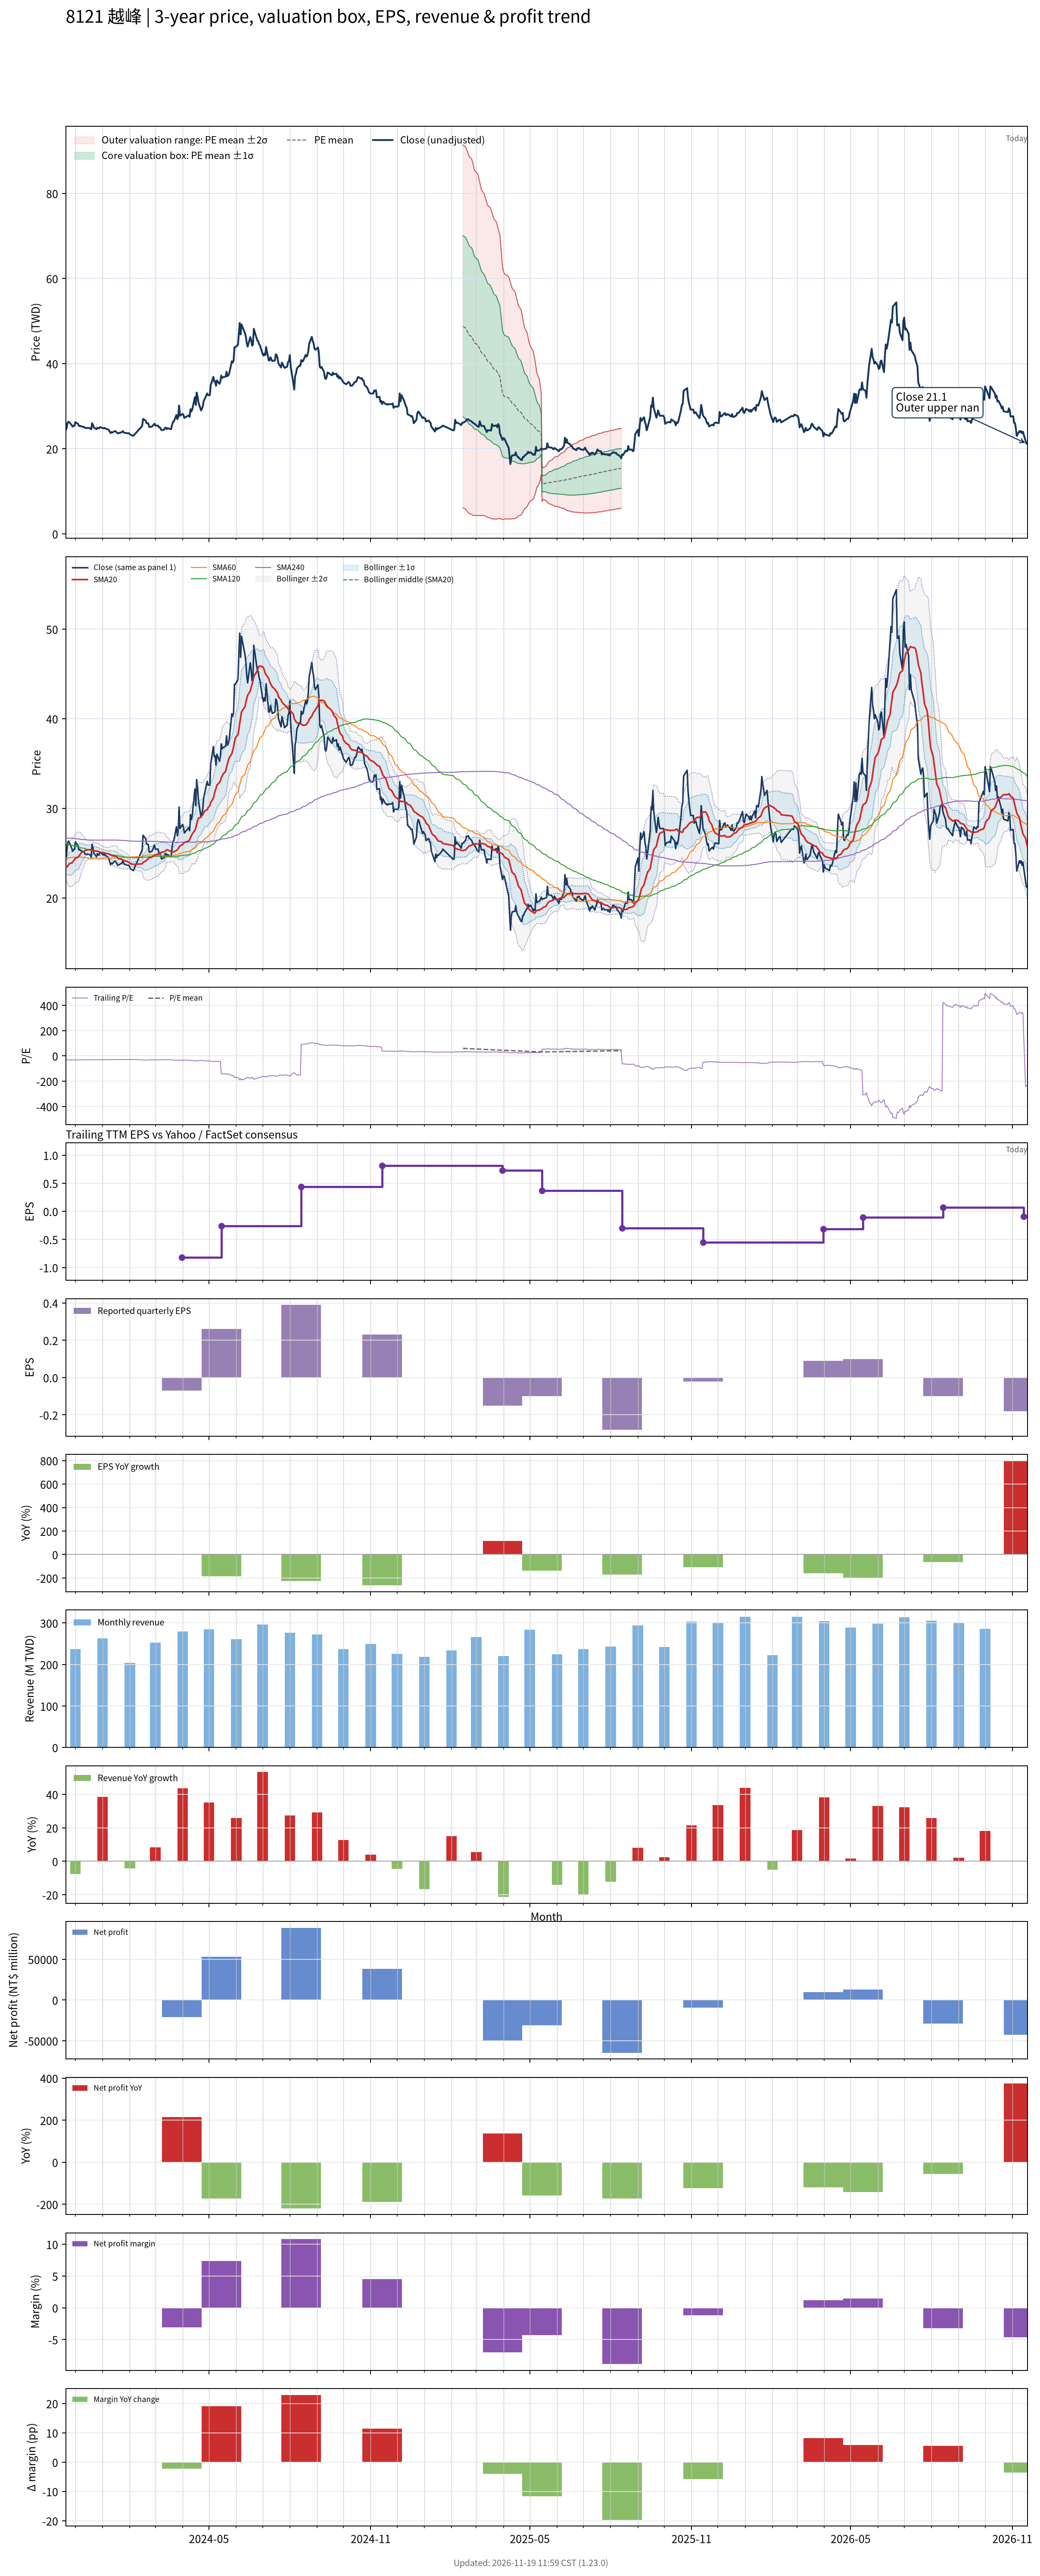 8121 越峰 | 3-year price, valuation box, EPS, revenue & profit trend
Outer valuation range: PE mean ±2σ
PE mean
Close (unadjusted)
Core valuation box: PE mean ±1σ
Today
80
60
40
20
0
Price (TWD)
Close 21.1
Outer upper nan
Close (same as panel 1)
SMA60
SMA240
Bollinger ±1σ
SMA20
SMA120
Bollinger ±2σ
Bollinger middle (SMA20)
50
40
30
20
Price
Trailing P/E
P/E mean
400
200
0
-200
-400
P/E
Trailing TTM EPS vs Yahoo / FactSet consensus
Today
1.0
0.5
0.0
-0.5
-1.0
EPS
Reported quarterly EPS
0.4
0.2
0.0
-0.2
EPS
EPS YoY growth
800
600
400
200
0
-200
YoY (%)
Monthly revenue
300
200
100
0
Revenue (M TWD)
Revenue YoY growth
40
20
0
-20
YoY (%)
Month
Net profit
50000
0
-50000
Net profit (NT$ million)
Net profit YoY
400
200
0
-200
YoY (%)
Net profit margin
10
5
0
-5
Margin (%)
Margin YoY change
20
10
0
-10
-20
Δ margin (pp)
2024-05
2024-11
2025-05
2025-11
2026-05
2026-11
Updated: 2026-11-19 11:59 CST (1.23.0)